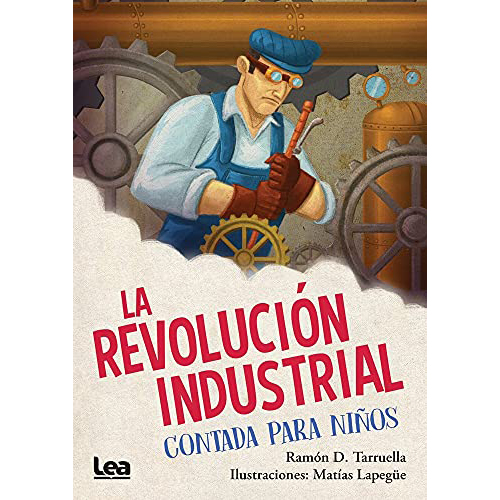 LA
REVOLUCIÓN
INDUSTRIAL
CONTADA PARA NIÑOS
Ramón D. Tarruella
Ilustraciones: Matías Lapegüe
Lea